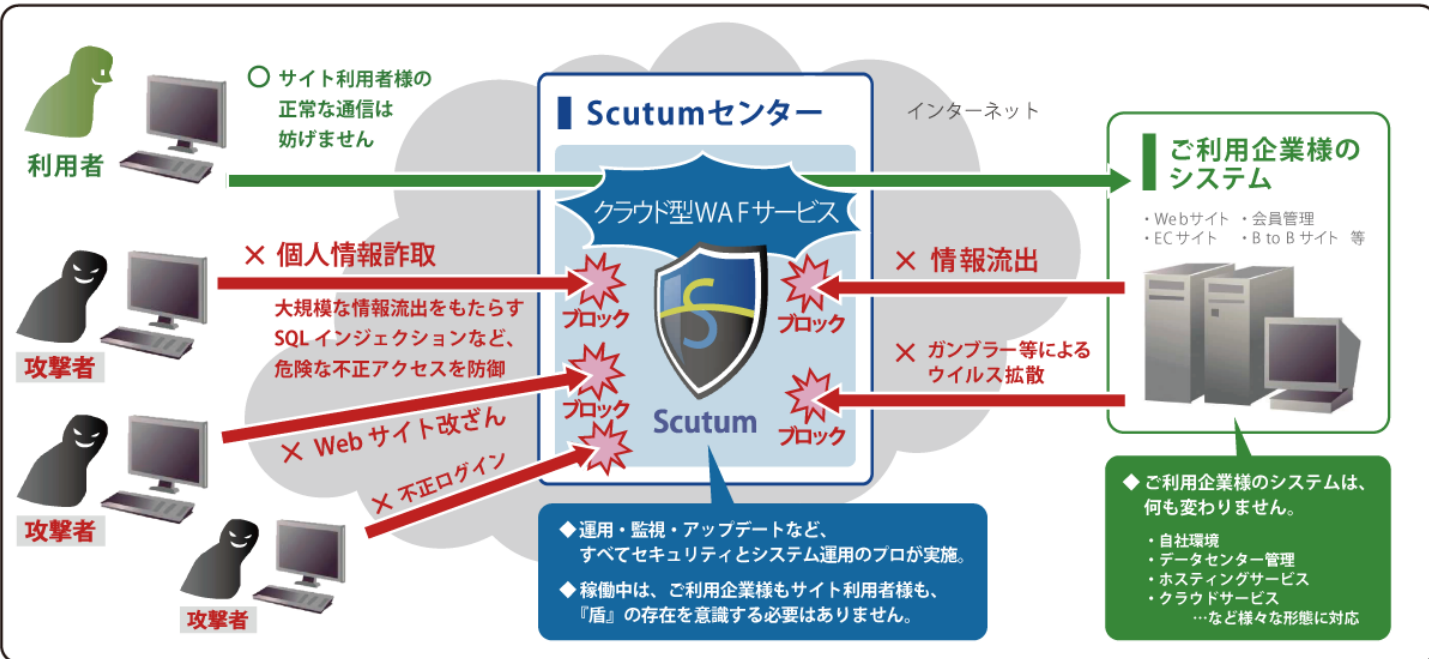 利用者
○ サイト利用者様の
正常な通信は
妨げません
Scutumセンター
インターネット
ご利用企業様の
システム
・Webサイト ・会員管理
・ECサイト ・B to Bサイト 等
クラウド型WAFサービス
攻撃者
× 個人情報詐取
大規模な情報流出をもたらす
SQL インジェクションなど、
危険な不正アクセスを防御
ブロック
ブロック
× 情報流出
ブロック
× ガンブラー等による
ウイルス拡散
ブロック
Scutum
攻撃者
× Web サイト改ざん
× 不正ログイン
攻撃者
◆運用・監視・アップデートなど、
すべてセキュリティとシステム運用のプロが実施。
◆稼働中は、ご利用企業様もサイト利用者様も、
『盾』の存在を意識する必要はありません。
◆ご利用企業様のシステムは、
何も変わりません。
・自社環境
・データセンター管理
・ホスティングサービス
・クラウドサービス
…など様々な形態に対応